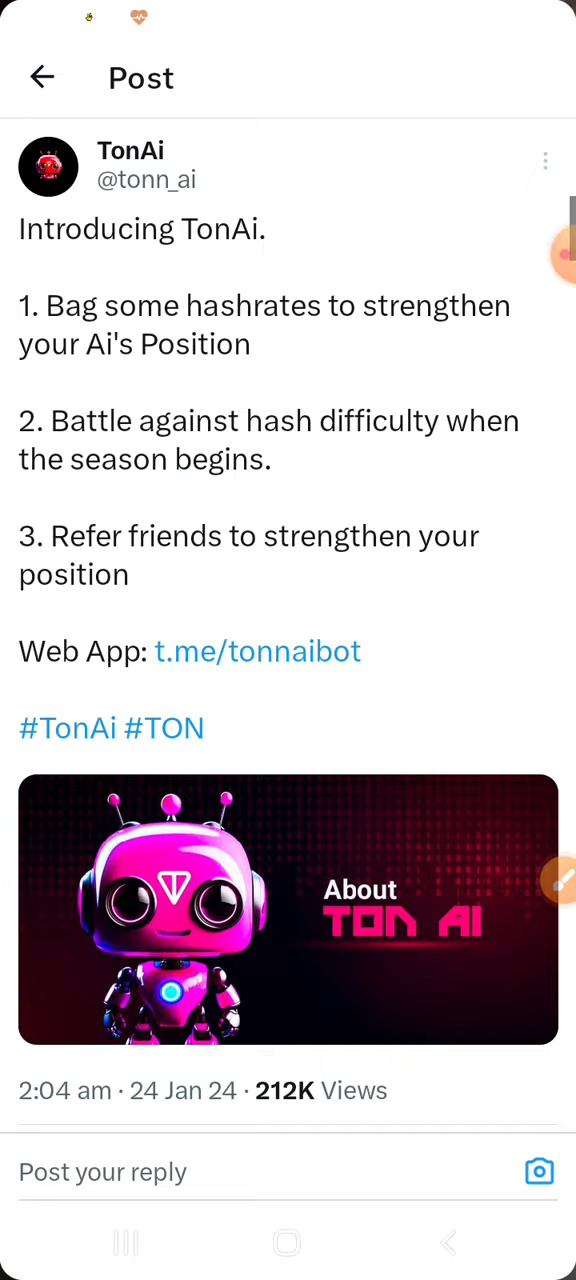 Post
TonAi
@tonn_ai
Introducing TonAi.
1. Bag some hashrates to strengthen
your Ai's Position
2. Battle against hash difficulty when
the season begins.
3. Refer friends to strengthen your
position
Web App: t.me/tonnaibot
#TonAi #TON
About
TON AI
2:04 am · 24 Jan 24 · 212K Views
Post your reply